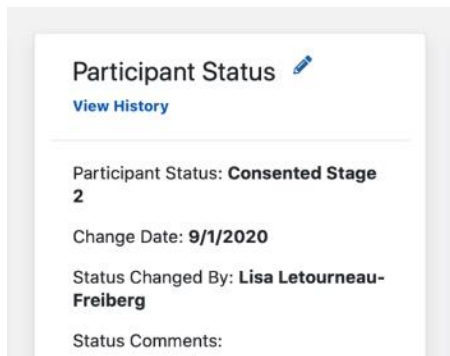 Participant Status
View History
Participant Status: Consented Stage
2
Change Date: 9/1/2020
Status Changed By: Lisa Letourneau-
Freiberg
Status Comments: